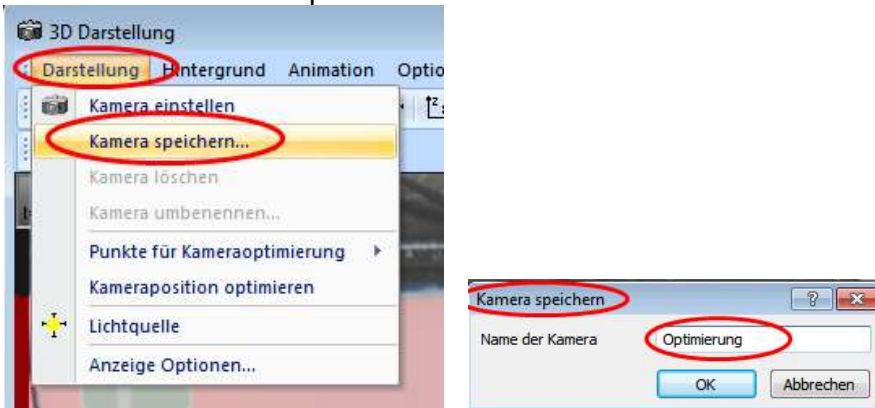 3D Darstellung
Darstellung Hintergrund Animation Optio
Kamera einstellen
Kamera speichern...
Kamera löschen
Kamera umbenennen...
Punkte für Kameraoptimierung
Kameraposition optimieren
Lichtquelle
Anzeige Optionen...
Kamera speichern
Name der Kamera Optimierung
OK Abbrechen